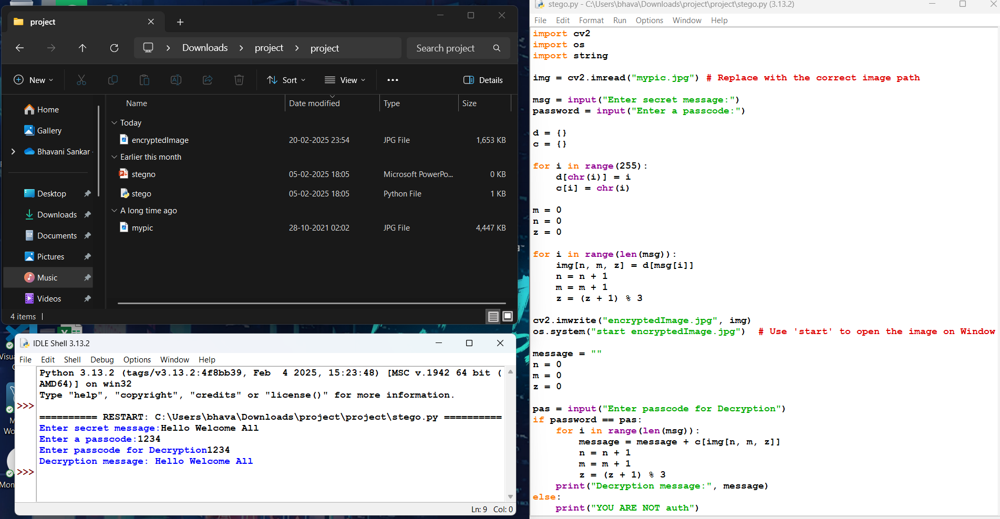 project
Downloads > project > project
Search project
New
Sort
View
Details
Name Date modified Type Size
Home
Gallery
Bhavani Sankar
Desktop
Downloads
Documents
Pictures
Music
Videos
Today
encryptedImage 20-02-2025 23:54 JPG File 1,653 KB
Earlier this month
stegno 05-02-2025 18:05 Microsoft PowerPo... 0 KB
stego 05-02-2025 18:05 Python File 1 KB
A long time ago
mypic 28-10-2021 02:02 JPG File 4,447 KB
4 items
IDLE Shell 3.13.2
File Edit Shell Debug Options Window Help
Python 3.13.2 (tags/v3.13.2:4f8bb39, Feb  4 2025, 15:23:48) [MSC v.1942 64 bit (
AMD64)] on win32
Type "help", "copyright", "credits" or "license()" for more information.
>>>
========== RESTART: C:\Users\bhava\Downloads\project\project\stego.py ==========
Enter secret message:Hello Welcome All
Enter a passcode:1234
Enter passcode for Decryption1234
Decryption message: Hello Welcome All
>>>
Ln: 9 Col: 0
stego.py - C:\Users\bhava\Downloads\project\project\stego.py (3.13.2)
File Edit Format Run Options Window Help
import cv2
import os
import string
img = cv2.imread("mypic.jpg") # Replace with the correct image path
msg = input("Enter secret message:")
password = input("Enter a passcode:")
d = {}
c = {}
for i in range(255):
    d[chr(i)] = i
    c[i] = chr(i)
m = 0
n = 0
z = 0
for i in range(len(msg)):
    img[n, m, z] = d[msg[i]]
    n = n + 1
    m = m + 1
    z = (z + 1) % 3
cv2.imwrite("encryptedImage.jpg", img)
os.system("start encryptedImage.jpg")  # Use 'start' to open the image on Window
message = ""
n = 0
m = 0
z = 0
pas = input("Enter passcode for Decryption")
if password == pas:
    for i in range(len(msg)):
        message = message + c[img[n, m, z]]
        n = n + 1
        m = m + 1
        z = (z + 1) % 3
    print("Decryption message:", message)
else:
    print("YOU ARE NOT auth")